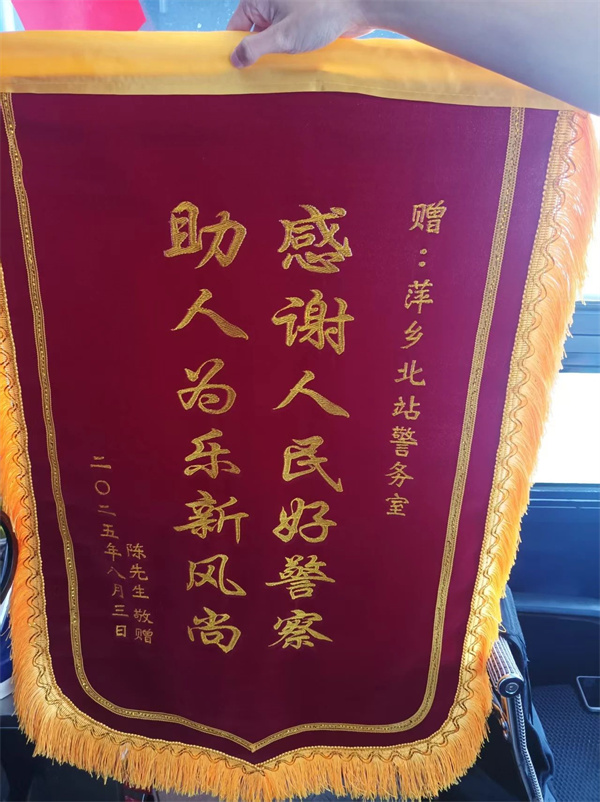 赠：萍乡北站警务室
感谢人民好警察
助人为乐新风尚
陈先生 敬赠
二〇二五年八月三日